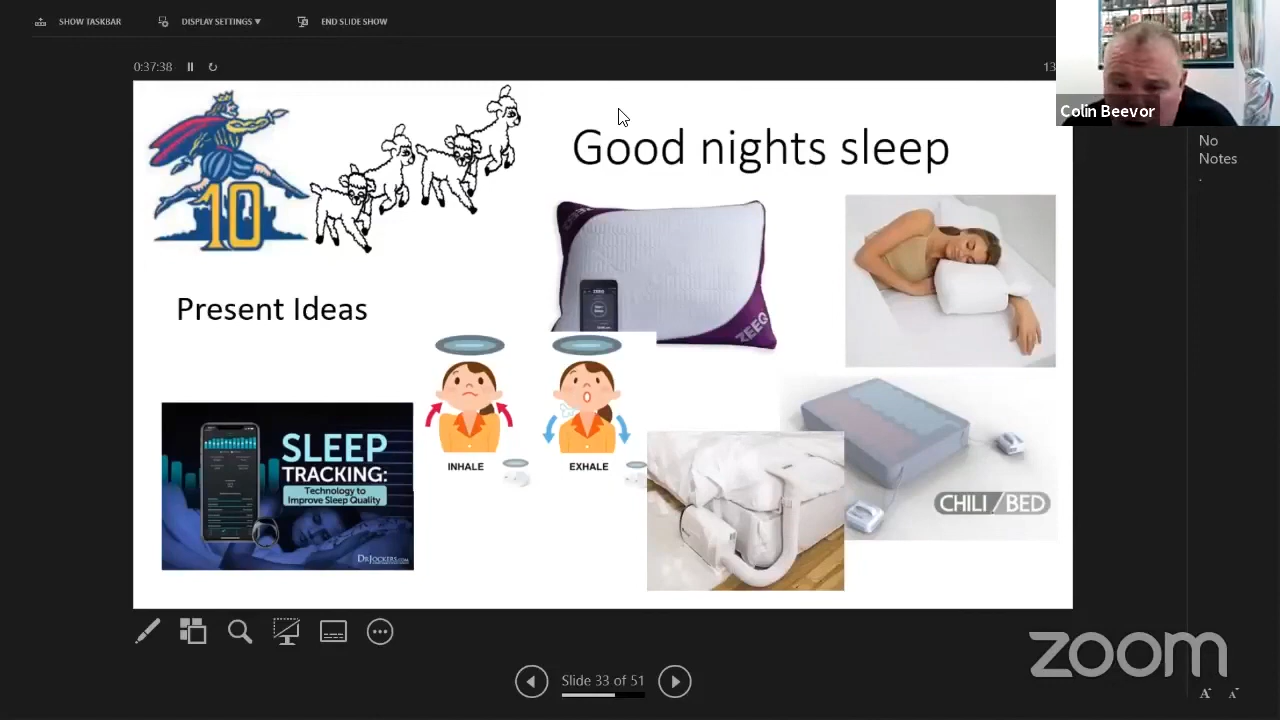 SHOW TASKBAR
DISPLAY SETTINGS ▼
END SLIDE SHOW
0:37:38
13
Colin Beevor
No
Notes
.
10
Good nights sleep
Present Ideas
ZEEQ
INHALE
EXHALE
SLEEP
TRACKING:
Technology to
Improve Sleep Quality
DRJOCKERS.COM
CHILI/BED
Slide 33 of 51
zoom
A A